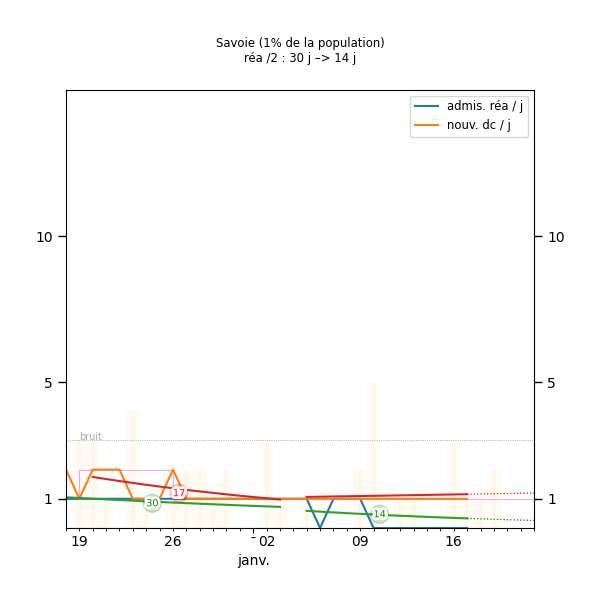 Savoie (1% de la population)
réa /2 : 30 j –> 14 j
admis. réa / j
nouv. dc / j
10 10
5 5
bruit
17
30
14
1 1
19 26 - 02 09 16
janv.